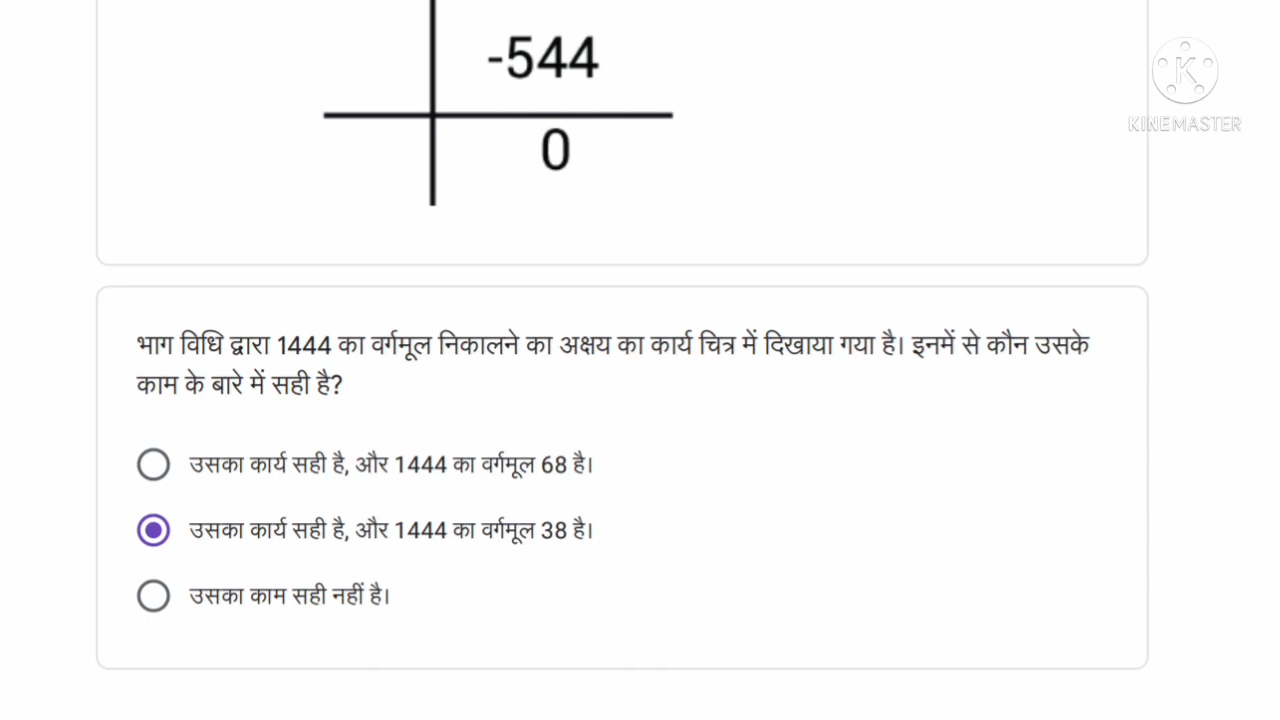 -544
0
K
KINEMASTER
भाग विधि द्वारा 1444 का वर्गमूल निकालने का अक्षय का कार्य चित्र में दिखाया गया है। इनमें से कौन उसके
काम के बारे में सही है?
उसका कार्य सही है, और 1444 का वर्गमूल 68 है।
उसका कार्य सही है, और 1444 का वर्गमूल 38 है।
उसका काम सही नहीं है।